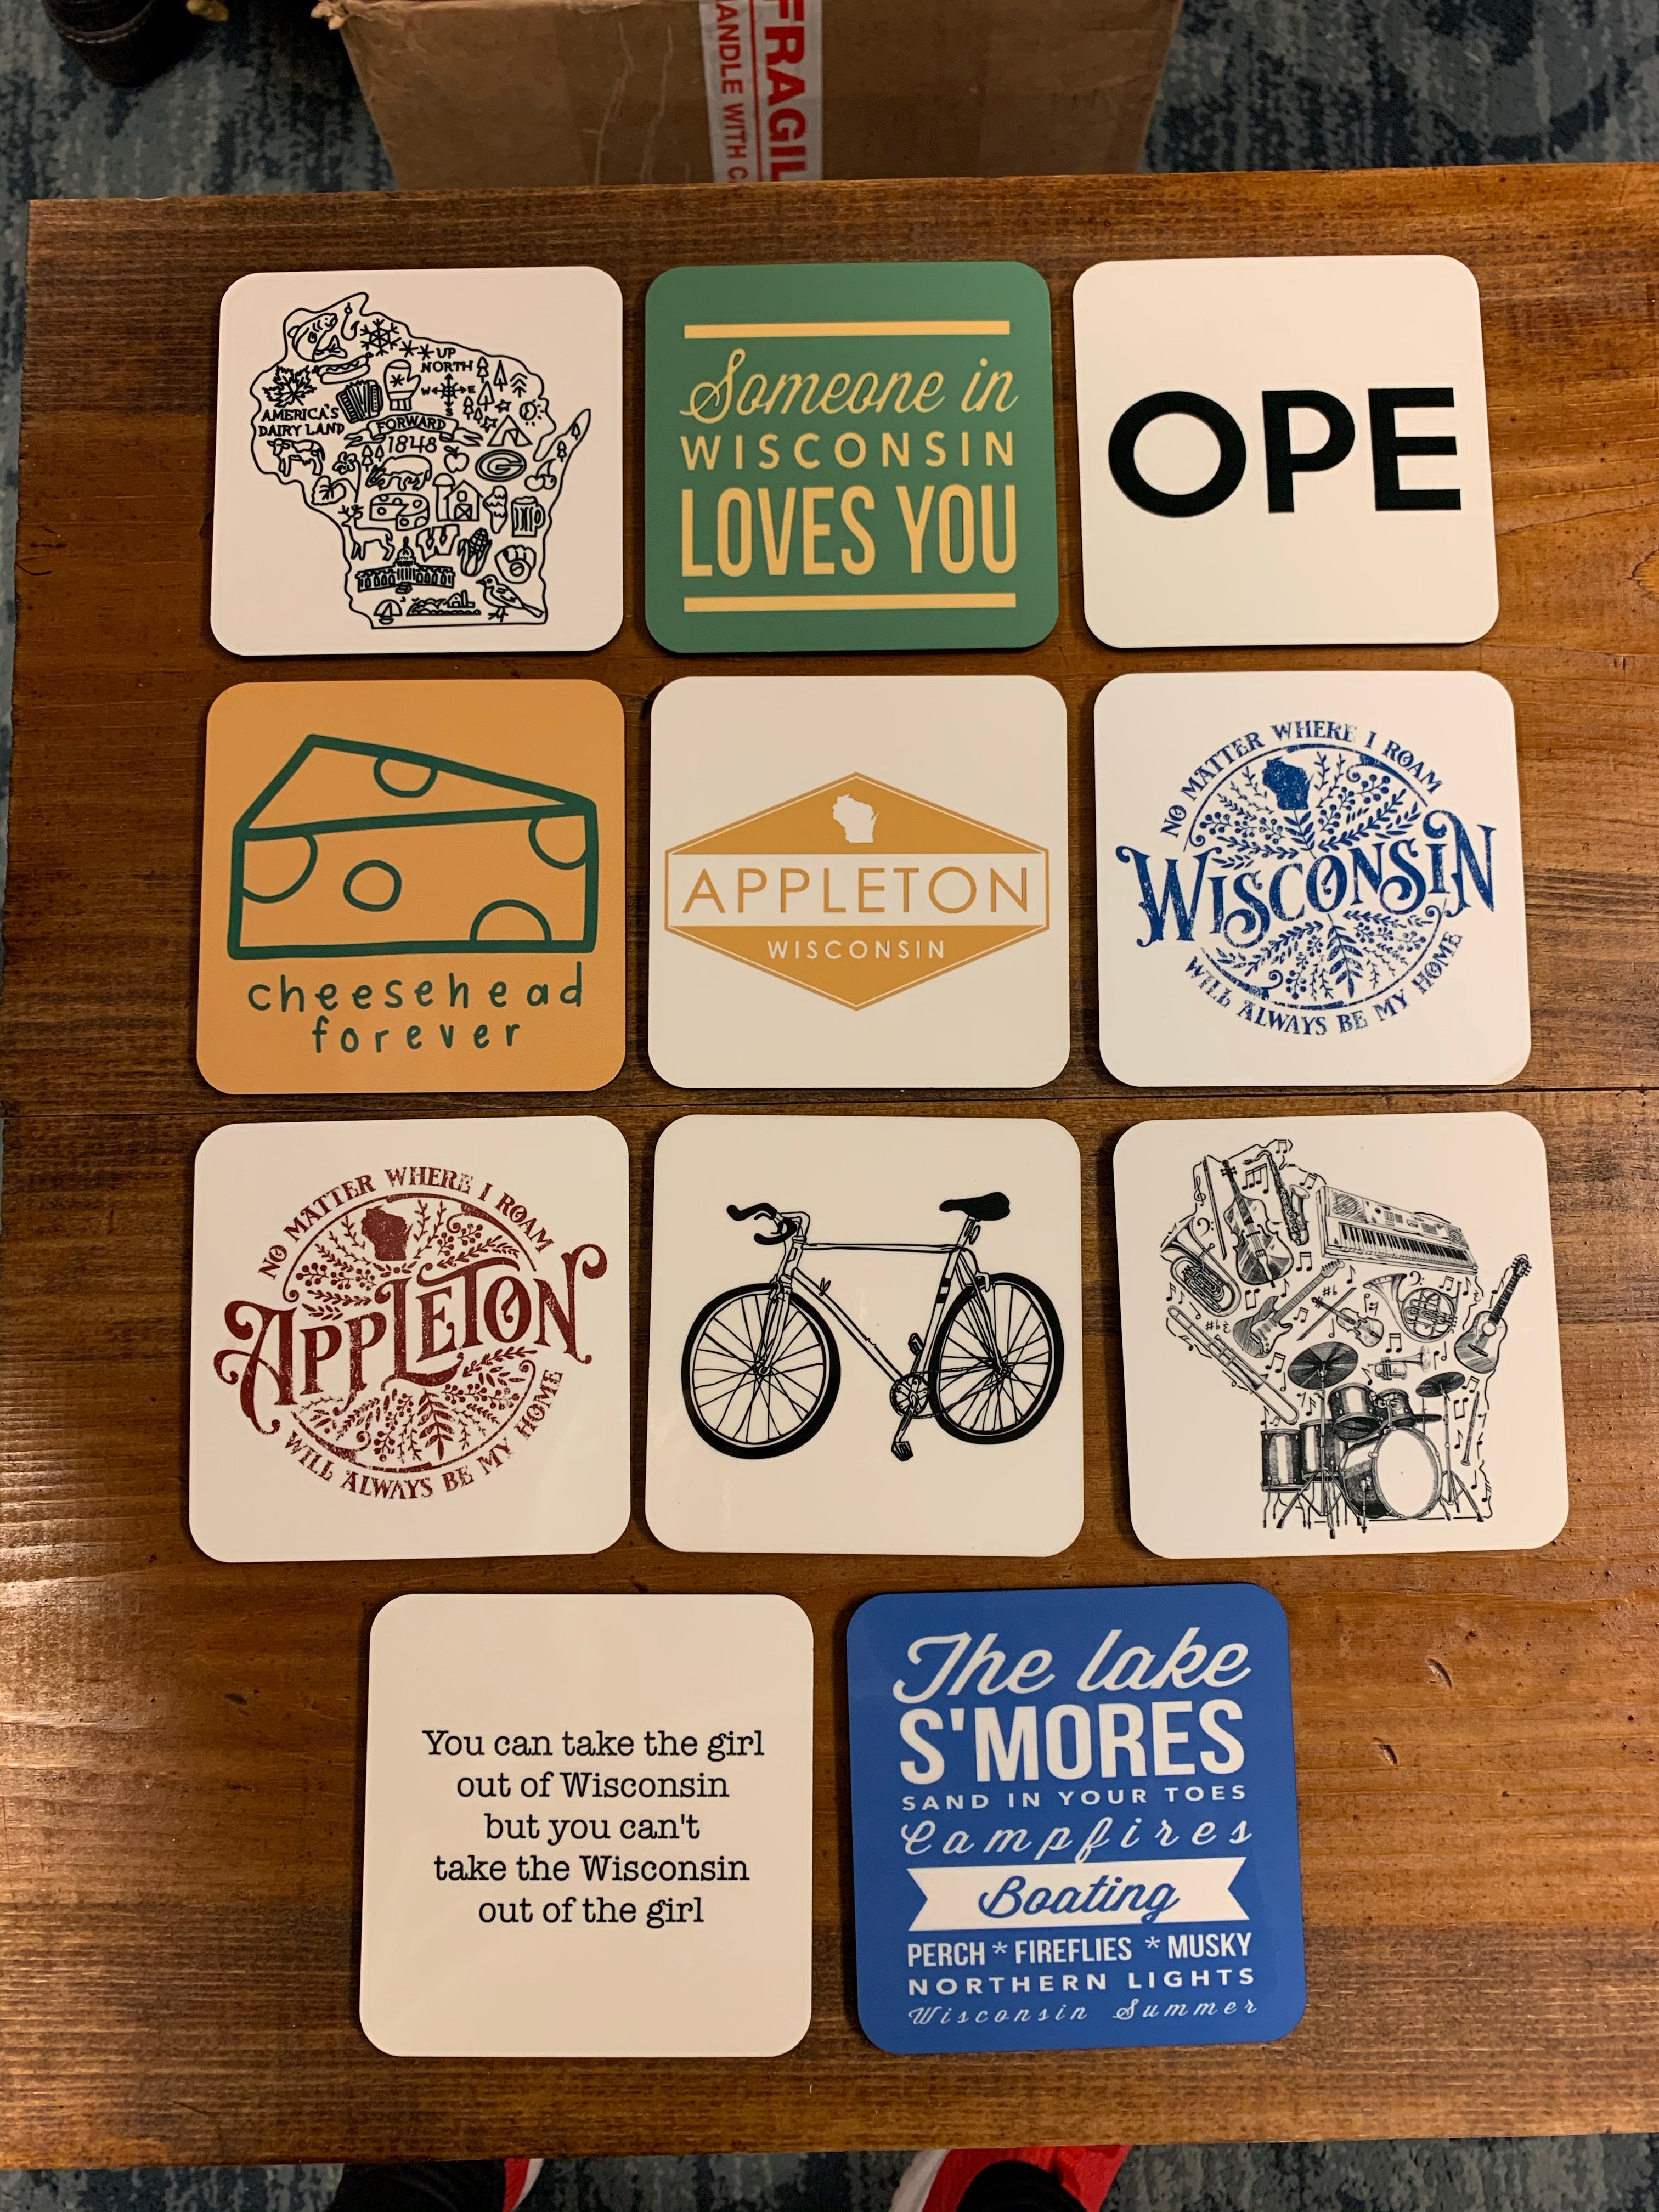 FRAGIL
ANDLE WITH C
UP
NORTH
W E
S
AMERICA'S
DAIRY LAND
FORWARD
1848
G
W
Someone in
WISCONSIN
LOVES YOU
OPE
cheesehead
forever
APPLETON
WISCONSIN
NO MATTER WHERE I ROAM
WISCONSIN
WILL ALWAYS BE MY HOME
NO MATTER WHERE I ROAM
APPLETON
WILL ALWAYS BE MY HOME
You can take the girl
out of Wisconsin
but you can't
take the Wisconsin
out of the girl
The lake
S'MORES
SAND IN YOUR TOES
Campfires
Boating
PERCH * FIREFLIES * MUSKY
NORTHERN LIGHTS
Wisconsin Summer